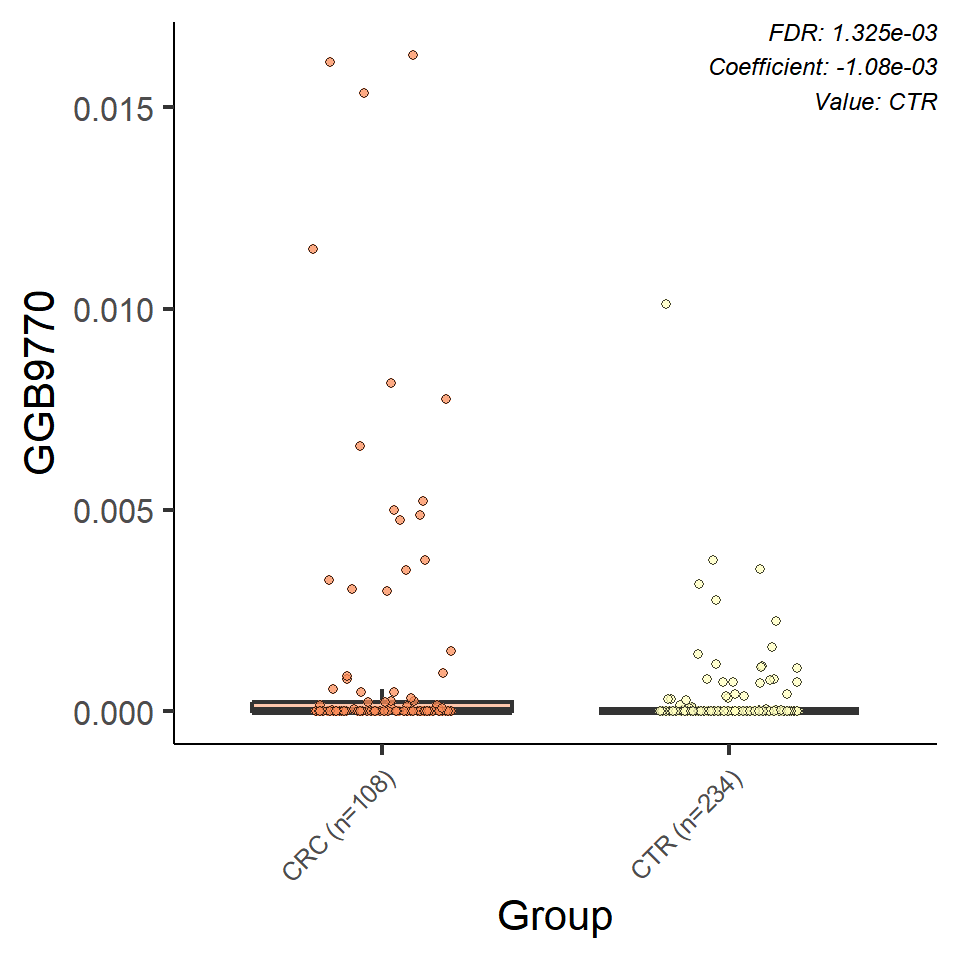 FDR: 1.325e-03
Coefficient: -1.08e-03
Value: CTR
GGB9770
0.015
0.010
0.005
0.000
CRC (n=108)
CTR (n=234)
Group